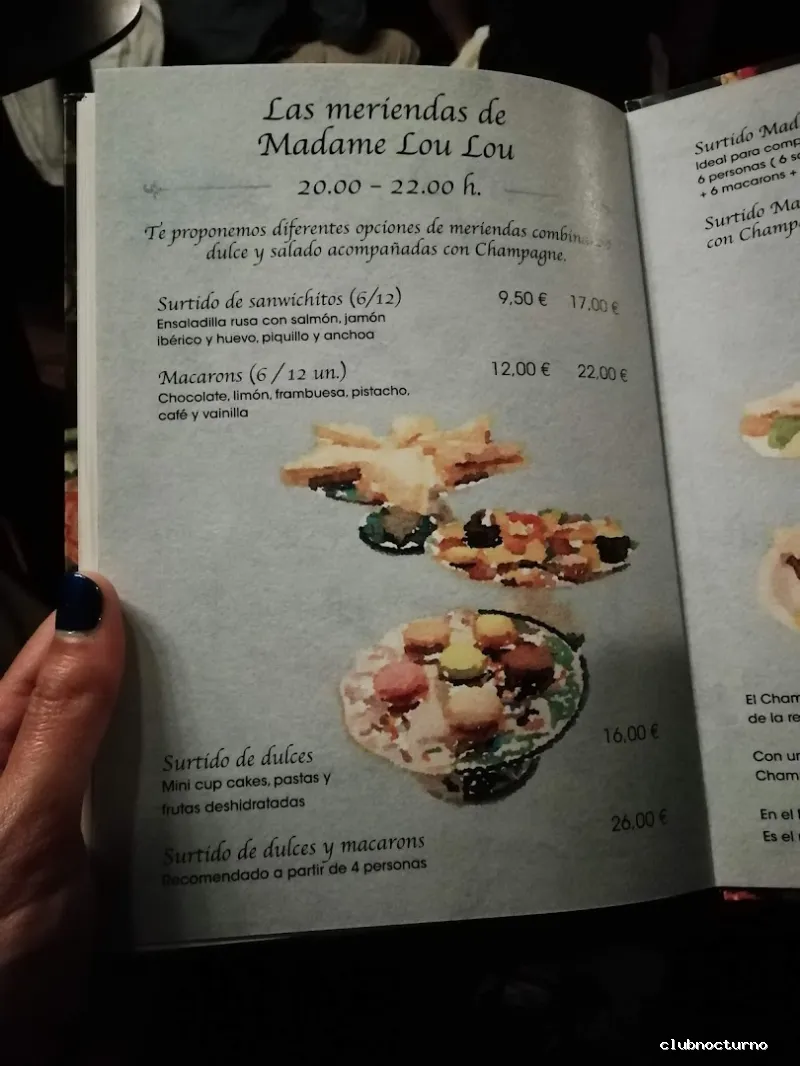 Las meriendas de
Madame Lou Lou
20.00 - 22.00 h.
Te proponemos diferentes opciones de meriendas
dulce y salado acompañadas con Champagne.
Surtido de sanwichitos (6/12) 9,50 € 17,00 €
Ensaladilla rusa con salmón, jamón
ibérico y huevo, piquillo y anchoa
Macarons (6 / 12 un.) 12,00 € 22,00 €
Chocolate, limón, frambuesa, pistacho,
café y vainilla
Surtido de dulces 16,00 €
Mini cup cakes, pastas y
frutas deshidratadas
Surtido de dulces y macarons 26,00 €
Recomendado a partir de 4 personas
Surtido Mad
Ideal para comp
6 personas ( 6 sa
+ 6 macarons +
Surtido Ma
con Champ
El Cham
de la re
Con un
Cham
En el
Es el
clubnocturno